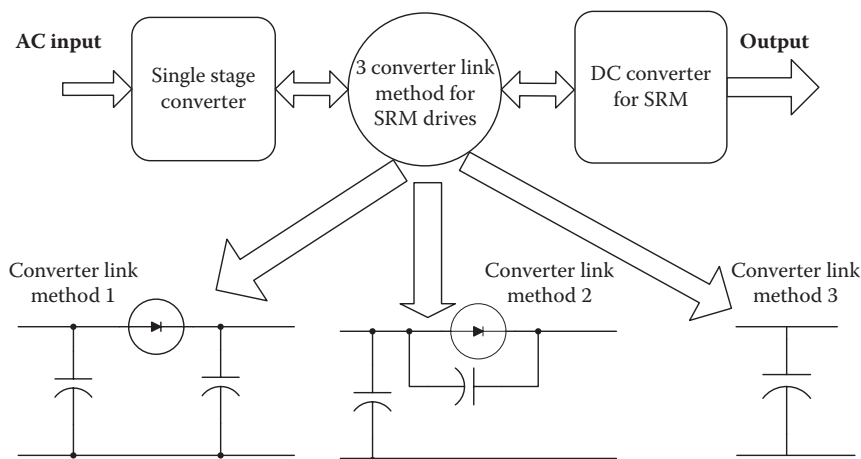 AC input
Single stage
converter
3 converter link
method for
SRM drives
DC converter
for SRM
Output
Converter link
method 1
Converter link
method 2
Converter link
method 3